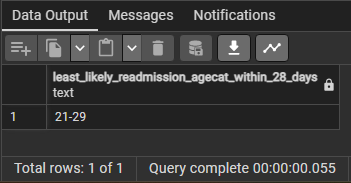 Data Output Messages Notifications
least_likely_readmission_agecat_within_28_days
text
1 21-29
Total rows: 1 of 1 Query complete 00:00:00.055